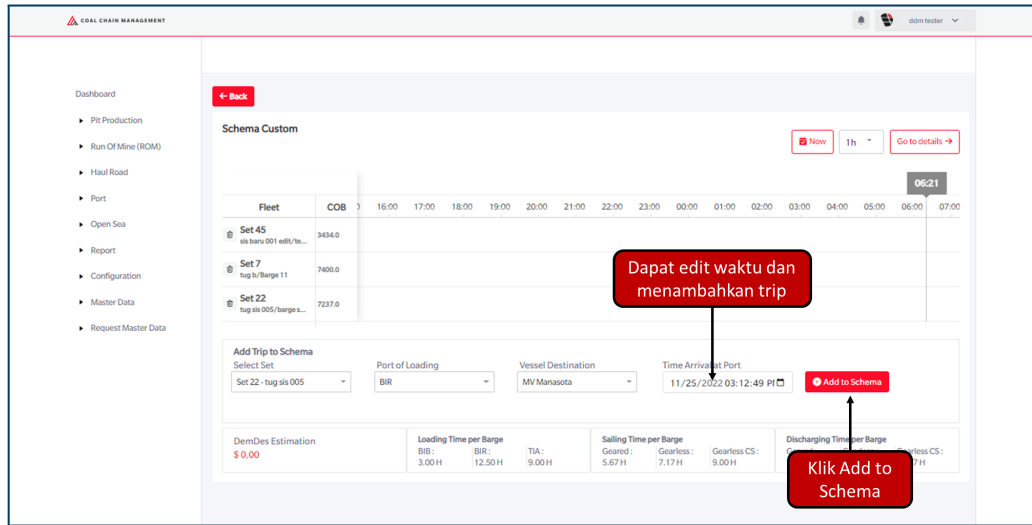 COAL CHAIN MANAGEMENT
ddm tester
Dashboard
Pit Production
Run Of Mine (ROM)
Haul Road
Port
Open Sea
Report
Configuration
Master Data
Request Master Data
← Back
Schema Custom
Now
1h
Go to details →
06:21
Fleet COB 16:00 17:00 18:00 19:00 20:00 21:00 22:00 23:00 00:00 01:00 02:00 03:00 04:00 05:00 06:00 07:00
Set 45
sis baru 001 edit/te...
3434.0
Set 7
tug b/Barge 11
7400.0
Set 22
tug sis 005/barge s...
7237.0
Dapat edit waktu dan
menambahkan trip
Add Trip to Schema
Select Set Port of Loading Vessel Destination Time Arrival at Port
Set 22 - tug sis 005 BIR MV Manasota 11/25/2022 03:12:49 PM Add to Schema
DemDes Estimation
$ 0,00
Loading Time per Barge
BIB : BIR : TIA :
3.00 H 12.50 H 9.00 H
Sailing Time per Barge
Geared : Gearless : Gearless CS :
5.67 H 7.17 H 9.00 H
Discharging Time per Barge
Klik Add to
Schema